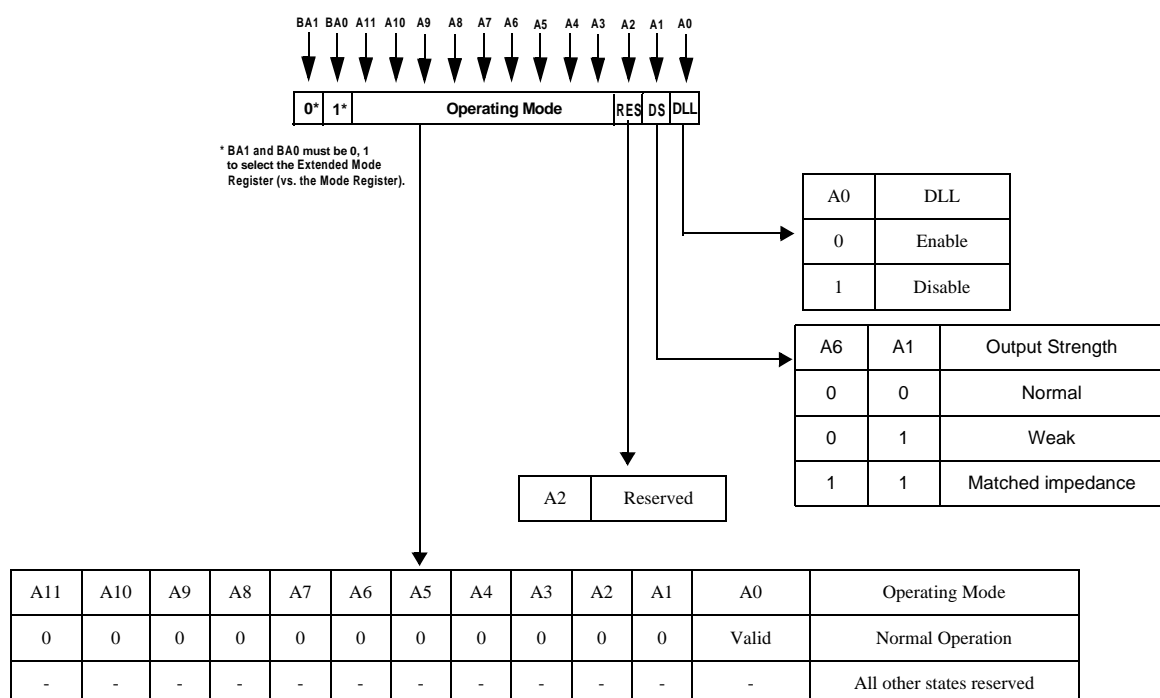 BA1 BA0 A11 A10 A9 A8 A7 A6 A5 A4 A3 A2 A1 A0
0* 1* Operating Mode RES DS DLL
* BA1 and BA0 must be 0, 1
to select the Extended Mode
Register (vs. the Mode Register).
A0 DLL
0 Enable
1 Disable
A6 A1 Output Strength
0 0 Normal
0 1 Weak
1 1 Matched impedance
A2 Reserved
A11 A10 A9 A8 A7 A6 A5 A4 A3 A2 A1 A0 Operating Mode
0 0 0 0 0 0 0 0 0 0 0 Valid Normal Operation
- - - - - - - - - - - - All other states reserved